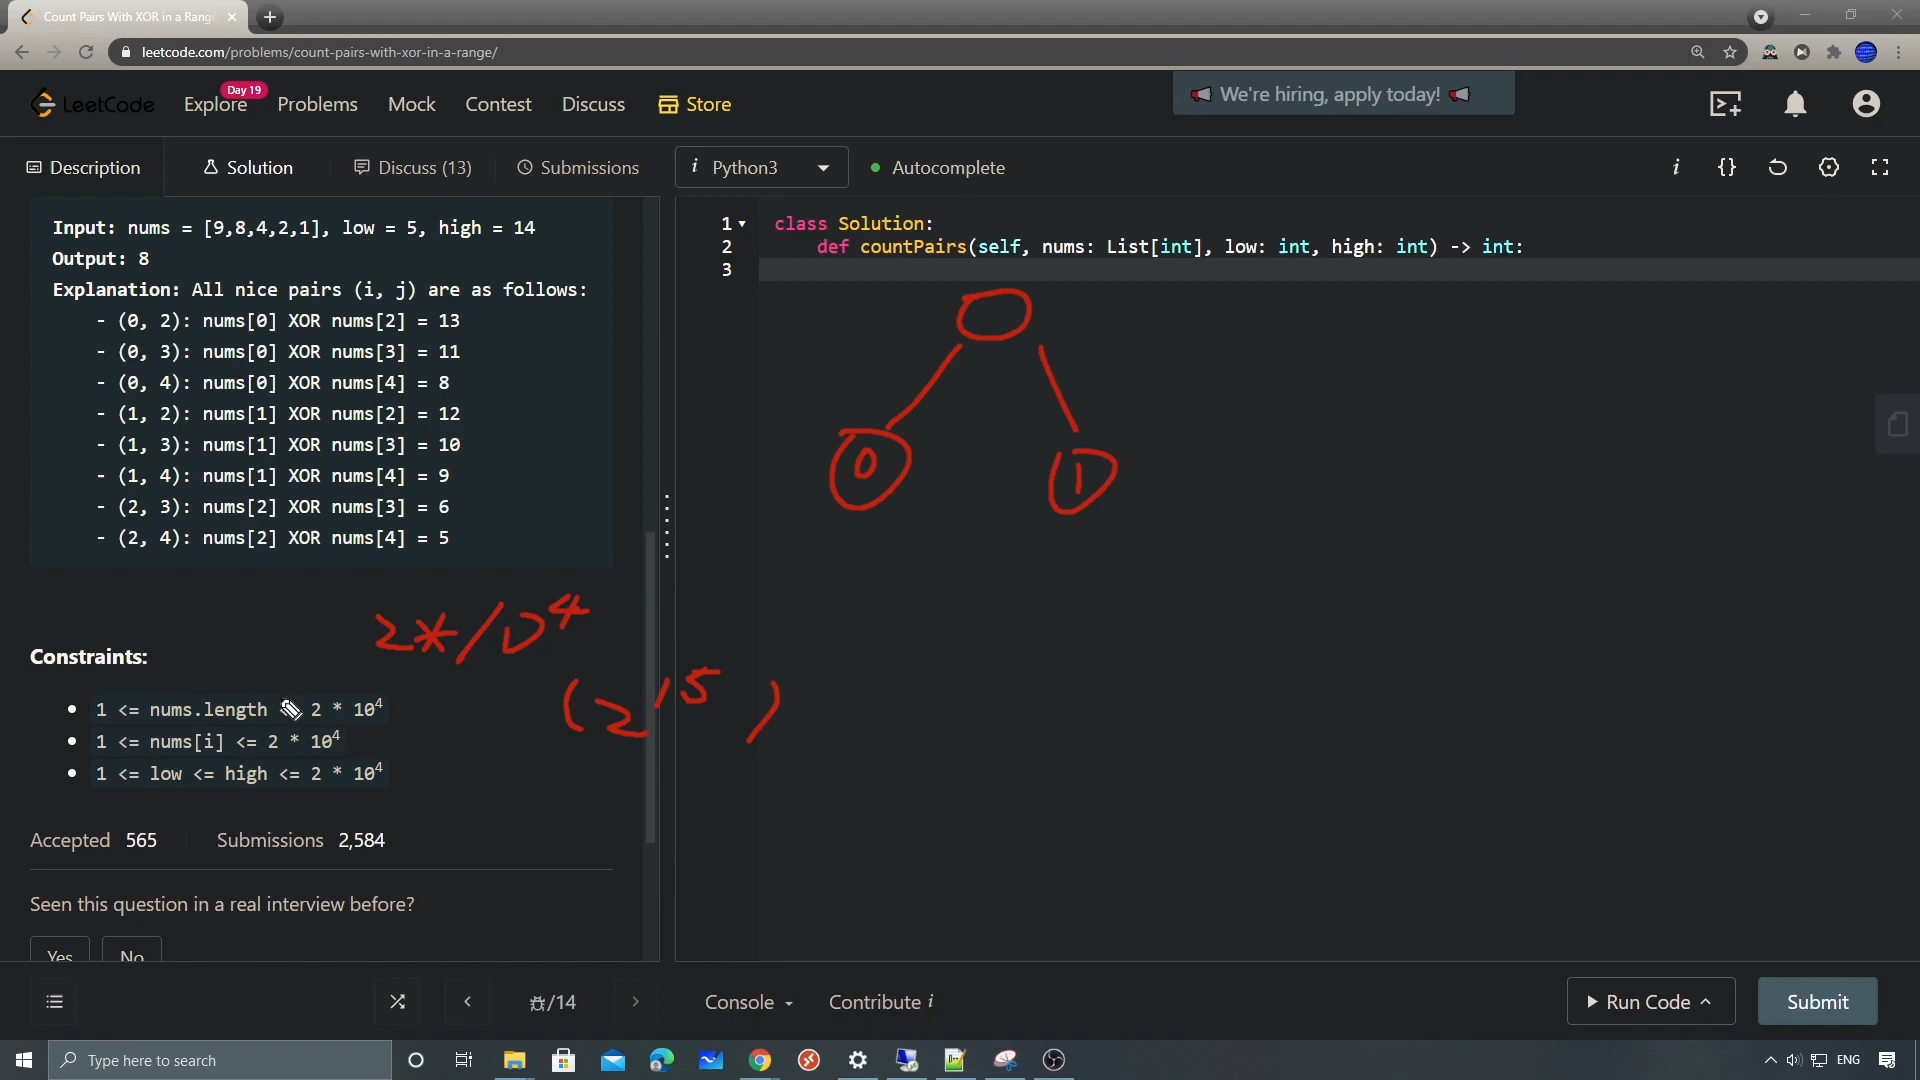 Count Pairs With XOR in a Range
leetcode.com/problems/count-pairs-with-xor-in-a-range/
LeetCode Explore Day 19 Problems Mock Contest Discuss Store
We're hiring, apply today!
Description Solution Discuss (13) Submissions
i Python3 Autocomplete i {}
Input: nums = [9,8,4,2,1], low = 5, high = 14
Output: 8
Explanation: All nice pairs (i, j) are as follows:
- (0, 2): nums[0] XOR nums[2] = 13
- (0, 3): nums[0] XOR nums[3] = 11
- (0, 4): nums[0] XOR nums[4] = 8
- (1, 2): nums[1] XOR nums[2] = 12
- (1, 3): nums[1] XOR nums[3] = 10
- (1, 4): nums[1] XOR nums[4] = 9
- (2, 3): nums[2] XOR nums[3] = 6
- (2, 4): nums[2] XOR nums[4] = 5
2*10^4
(2^15)
Constraints:
1 <= nums.length 2 * 10^4
1 <= nums[i] <= 2 * 10^4
1 <= low <= high <= 2 * 10^4
Accepted 565 Submissions 2,584
Seen this question in a real interview before?
Yes No
1 class Solution:
2 def countPairs(self, nums: List[int], low: int, high: int) -> int:
3
0 1
/14 Console Contribute i
Run Code Submit
Type here to search
ENG